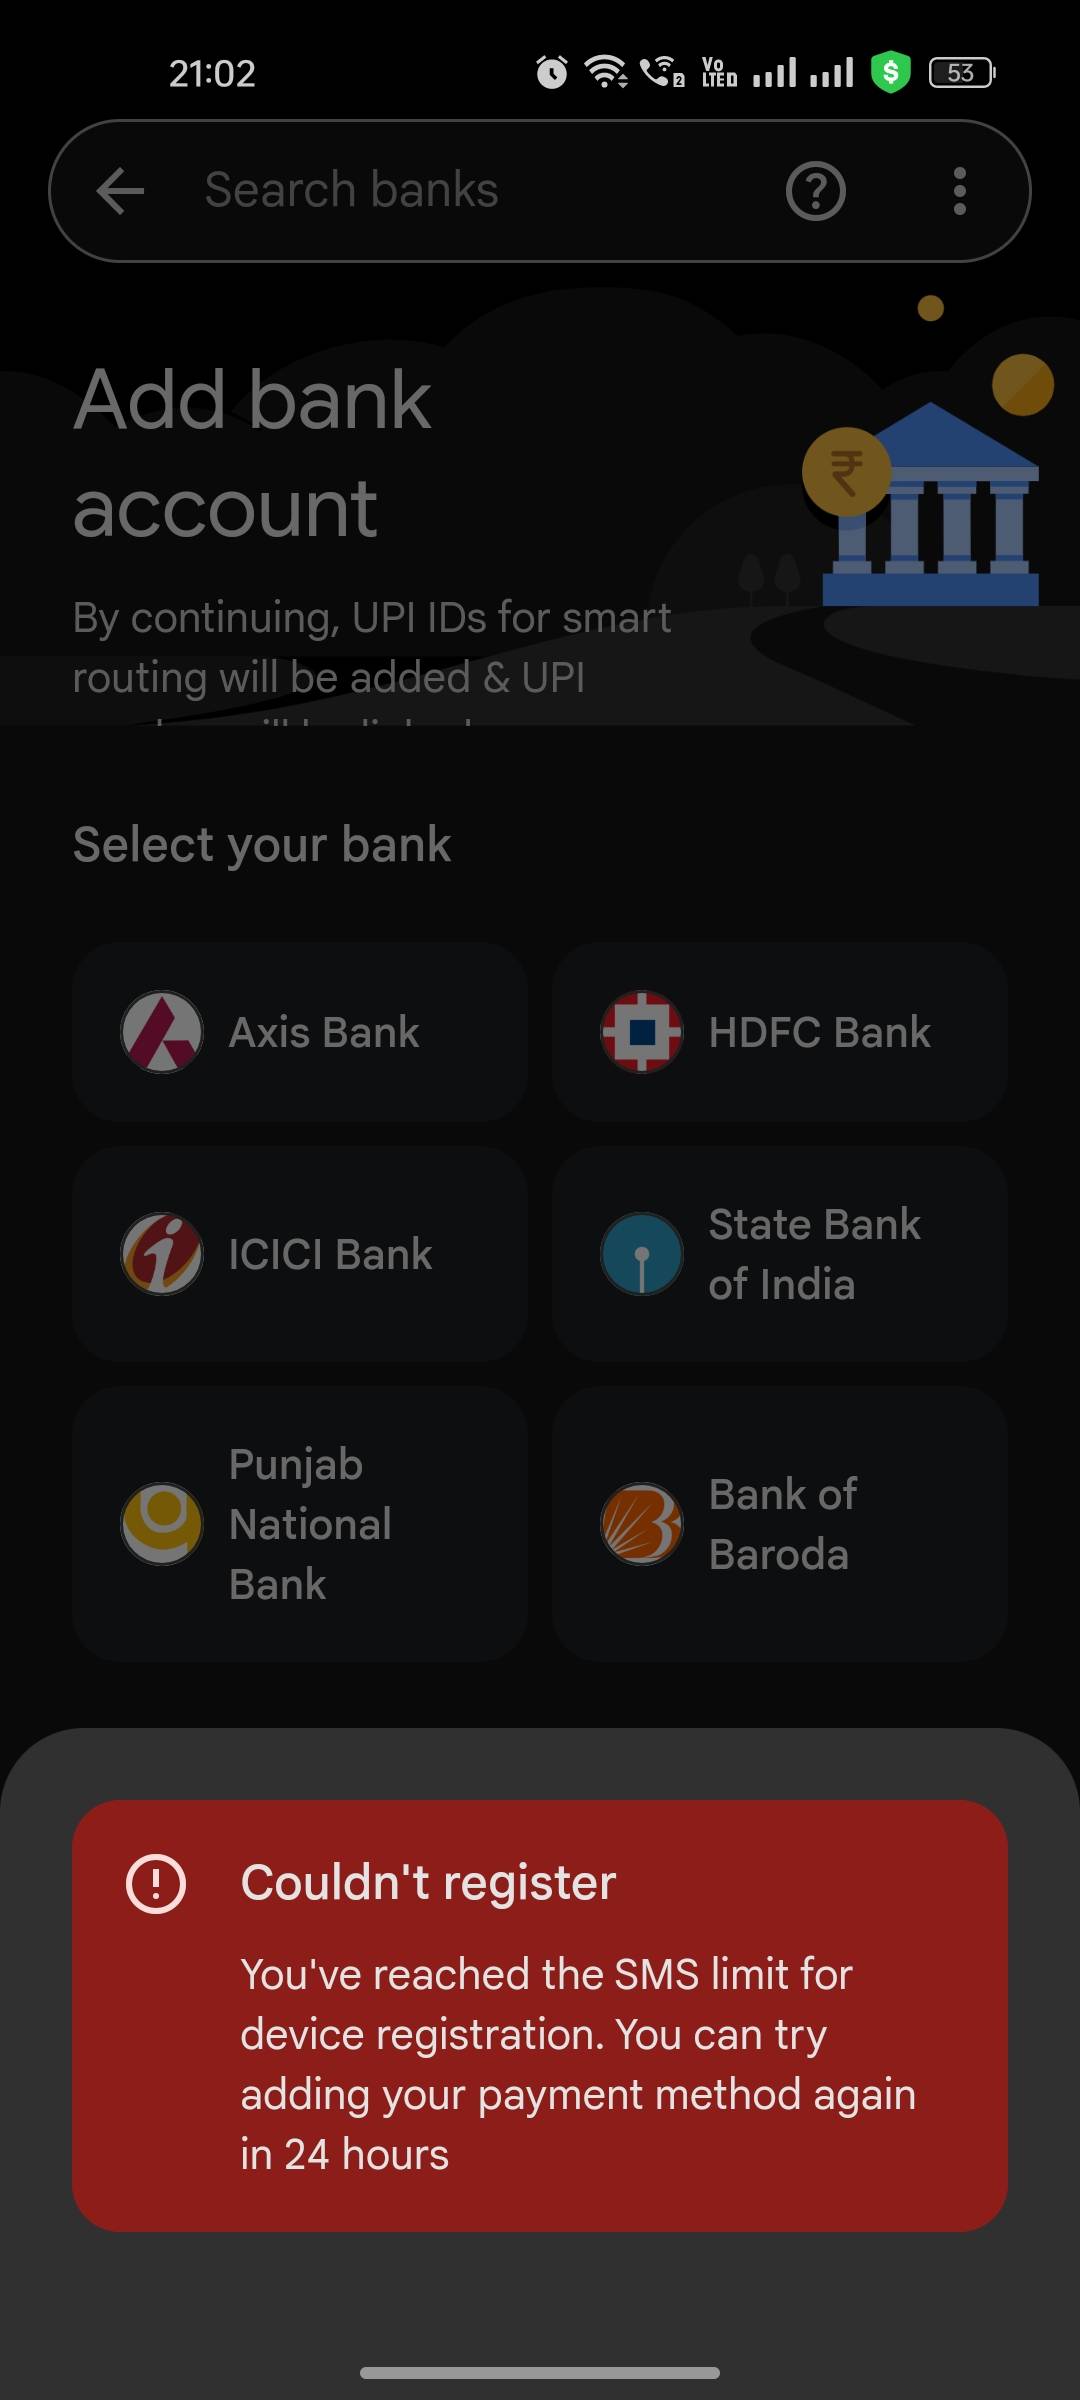 21:02
Vo
LTED
2
53
Search banks
Add bank
account
By continuing, UPI IDs for smart
routing will be added & UPI
Select your bank
Axis Bank
HDFC Bank
ICICI Bank
State Bank
of India
Punjab
National
Bank
Bank of
Baroda
Couldn't register
You've reached the SMS limit for
device registration. You can try
adding your payment method again
in 24 hours